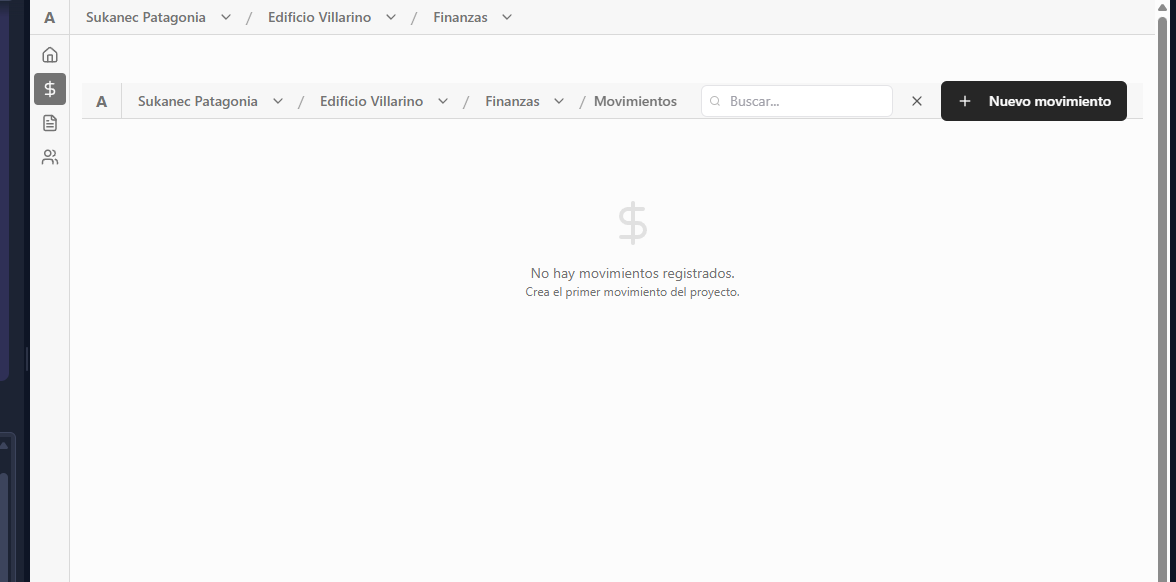 A Sukanec Patagonia / Edificio Villarino / Finanzas
A Sukanec Patagonia / Edificio Villarino / Finanzas / Movimientos Buscar... Nuevo movimiento
No hay movimientos registrados.
Crea el primer movimiento del proyecto.